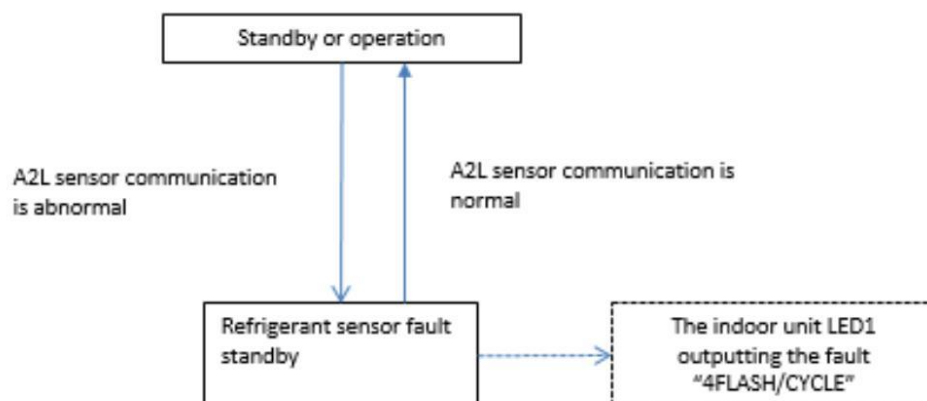 Standby or operation
A2L sensor communication
is abnormal
A2L sensor communication is
normal
Refrigerant sensor fault
standby
The indoor unit LED1
outputting the fault
“4FLASH/CYCLE”